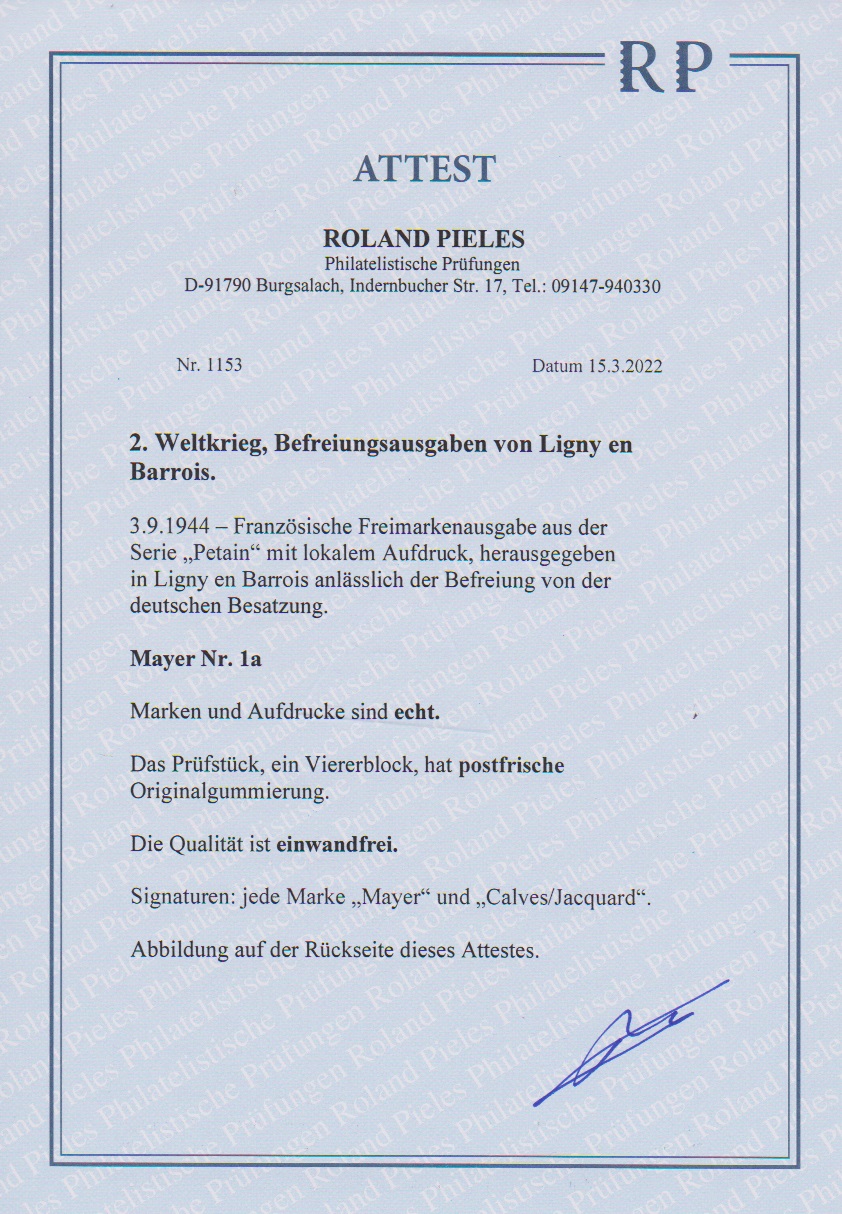 RP
ATTEST
ROLAND PIELES
Philatelistische Prüfungen
D-91790 Burgsalach, Indernbucher Str. 17, Tel.: 09147-940330
Nr. 1153 Datum 15.3.2022
2. Weltkrieg, Befreiungsausgaben von Ligny en
Barrois.
3.9.1944 – Französische Freimarkenausgabe aus der
Serie „Petain“ mit lokalem Aufdruck, herausgegeben
in Ligny en Barrois anlässlich der Befreiung von der
deutschen Besatzung.
Mayer Nr. 1a
Marken und Aufdrucke sind echt.
Das Prüfstück, ein Viererblock, hat postfrische
Originalgummierung.
Die Qualität ist einwandfrei.
Signaturen: jede Marke „Mayer“ und „Calves/Jacquard“.
Abbildung auf der Rückseite dieses Attestes.